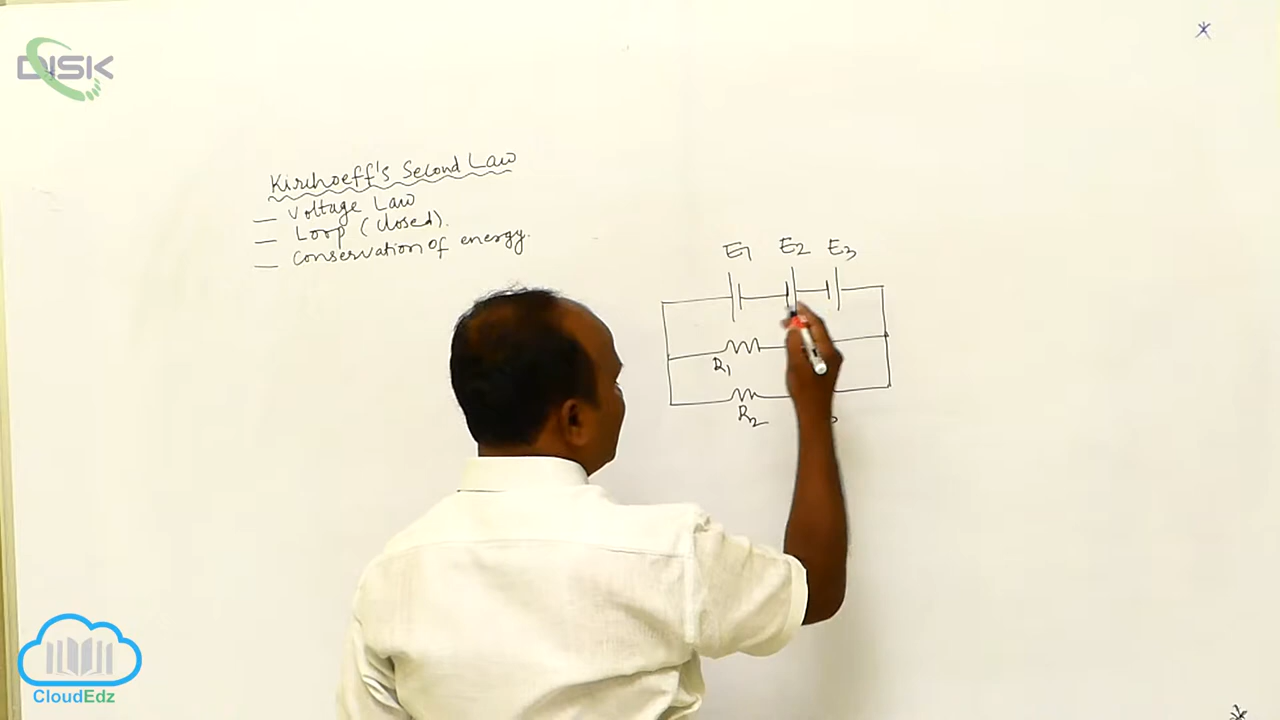 DISK
Kirchoeff's Second Law
— Voltage Law
— Loop (closed).
— Conservation of energy.
E1 E2 E3
R1
R2
CloudEdz